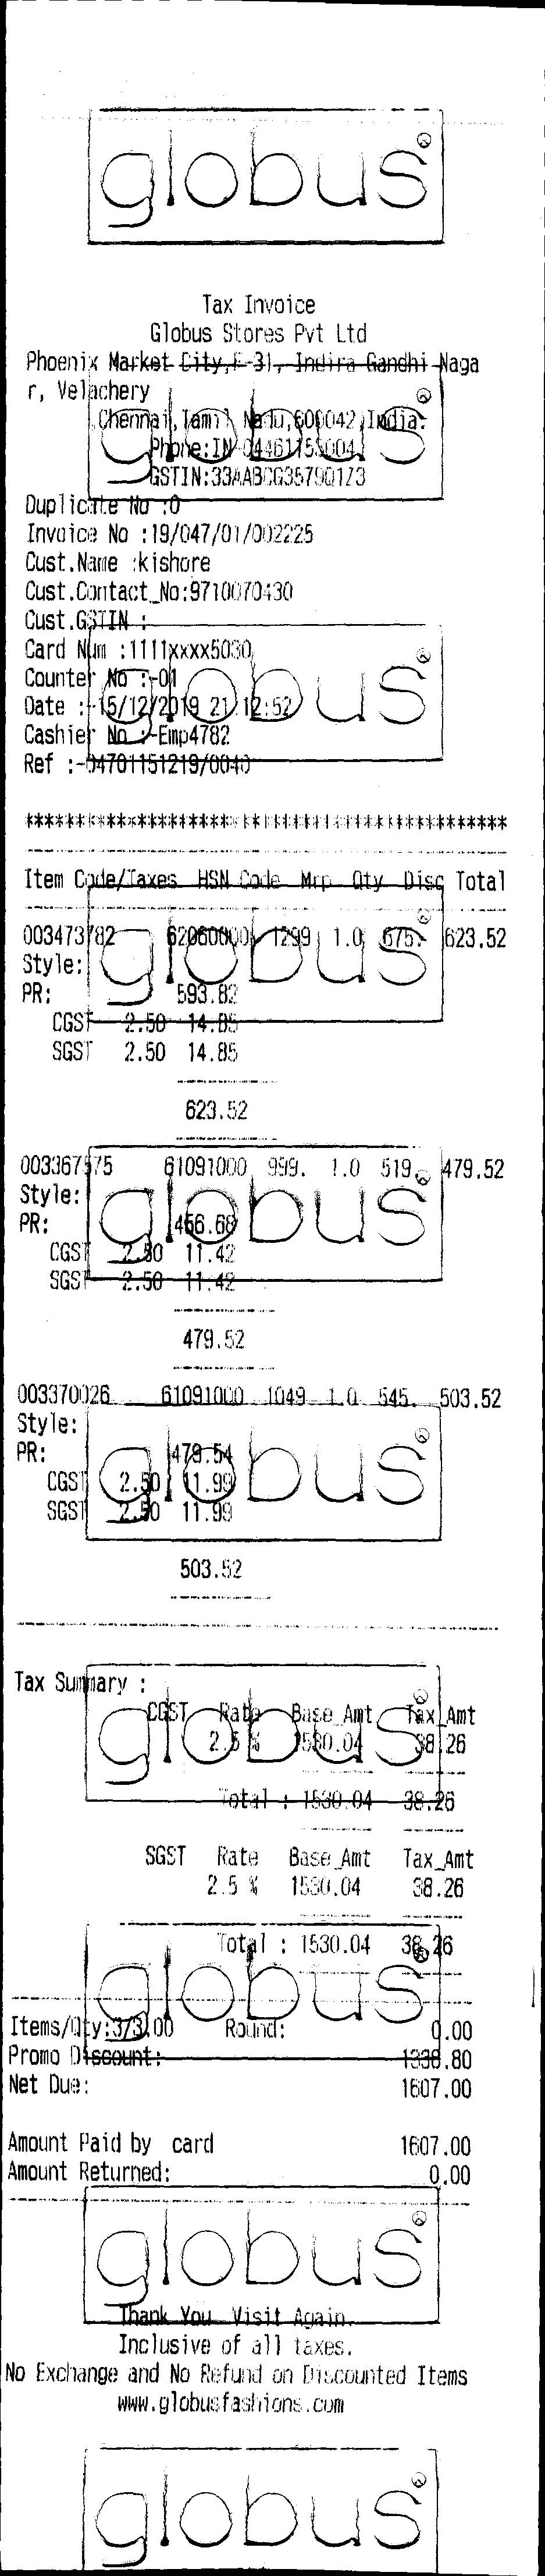 globus
Tax Invoice
Globus Stores Pvt Ltd
Phoenix Market City,F-31, Indira Gandhi Naga
r, Velachery
globus
,Chennai,Tamil Nadu,600042,India.
GSTIN:33AABCG3579Q1Z3
Duplicate No :0
Invoice No :19/047/01/002225
Cust.Name :kishore
Cust.Contact_No:9710070430
Cust.GSTIN :
Card Num :1111xxxx5030
globus
Counter No :-01
Date :-15/12/2019 21:12:52
Cashier No :-Emp4782
Ref :-04701151219/0040
Item Code/Taxes HSN Code Mrp Qty Disc Total
003473782 62060000 1299 1.0 675. 623.52
globus
Style:
PR: 593.82
CGST 2.50 14.85
SGST 2.50 14.85
623.52
003367575 61091000 999. 1.0 519. 479.52
globus
Style:
PR: 456.68
CGST 2.50 11.42
SGST 2.50 11.42
479.52
003370026 61091000 1049 1.0 545. 503.52
Style:
globus
PR: 479.54
CGST 2.50 11.99
SGST 2.50 11.99
503.52
Tax Summary :
globus
CGST Rate Base_Amt Tax_Amt
2.5 % 1530.04 38.26
Total : 1530.04 38.26
SGST Rate Base_Amt Tax_Amt
2.5 % 1530.04 38.26
Total : 1530.04 38.26
globus
Items/Qty:3/3.00 Round: 0.00
Promo Discount: 1338.80
Net Due: 1607.00
Amount Paid by card 1607.00
Amount Returned: 0.00
globus
Thank You Visit Again.
Inclusive of all taxes.
No Exchange and No Refund on Discounted Items
www.globusfashions.com
globus